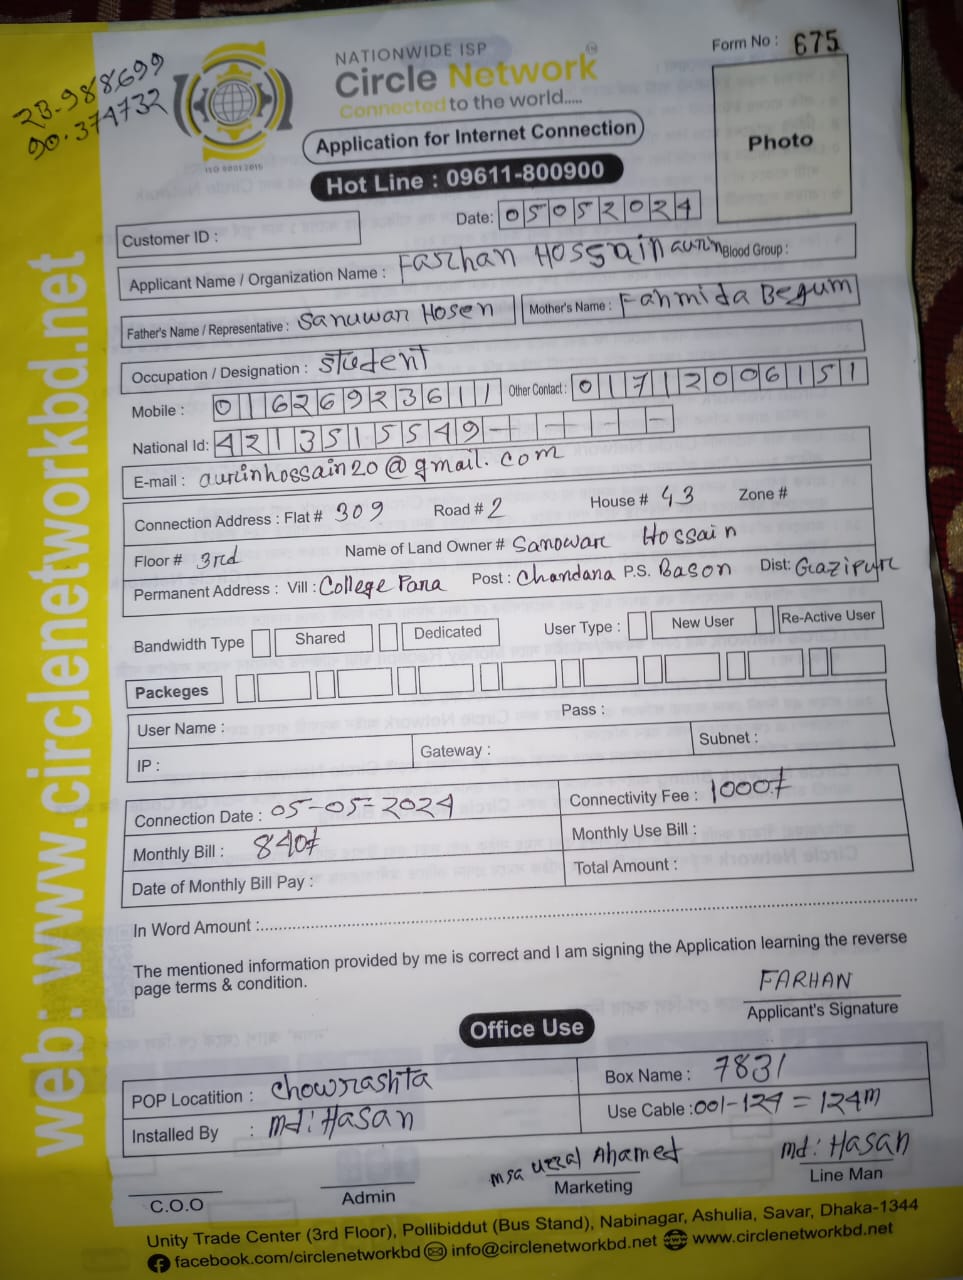 23.988699
90.374732
NATIONWIDE ISP
Circle Network
Connected to the world.....
ISO 9001:2015
Form No : 675
Photo
Application for Internet Connection
Hot Line : 09611-800900
Customer ID :
Date: 05052024
Applicant Name / Organization Name : Farhan Hossain aurin Blood Group :
Father's Name / Representative : Sanuwar Hosen Mother's Name : Fahmida Begum
Occupation / Designation : student
Mobile : 01626923611 Other Contact : 01712006151
National Id: 4213515549 - - - - -
E-mail : aurinhossain20@gmail.com
Connection Address : Flat # 309 Road # 2 House # 43 Zone #
Floor # 3rd Name of Land Owner # Sanowar Hossain
Permanent Address : Vill : College Para Post : Chandana P.S. Bason Dist: Gazipur
Bandwidth Type Shared Dedicated User Type : New User Re-Active User
Packeges
User Name : Pass :
IP : Gateway : Subnet :
Connection Date : 05-05-2024 Connectivity Fee : 1000/
Monthly Bill : 840/ Monthly Use Bill :
Date of Monthly Bill Pay : Total Amount :
In Word Amount :
The mentioned information provided by me is correct and I am signing the Application learning the reverse
page terms & condition.
FARHAN
Applicant's Signature
Office Use
POP Locatition : Chowrashta Box Name : 7831
Installed By : md: Hasan Use Cable : 001-124 = 124m
Ahamed md: Hasan
C.O.O Admin Marketing Line Man
Unity Trade Center (3rd Floor), Pollibiddut (Bus Stand), Nabinagar, Ashulia, Savar, Dhaka-1344
facebook.com/circlenetworkbd info@circlenetworkbd.net www.circlenetworkbd.net
web: www.circlenetworkbd.net